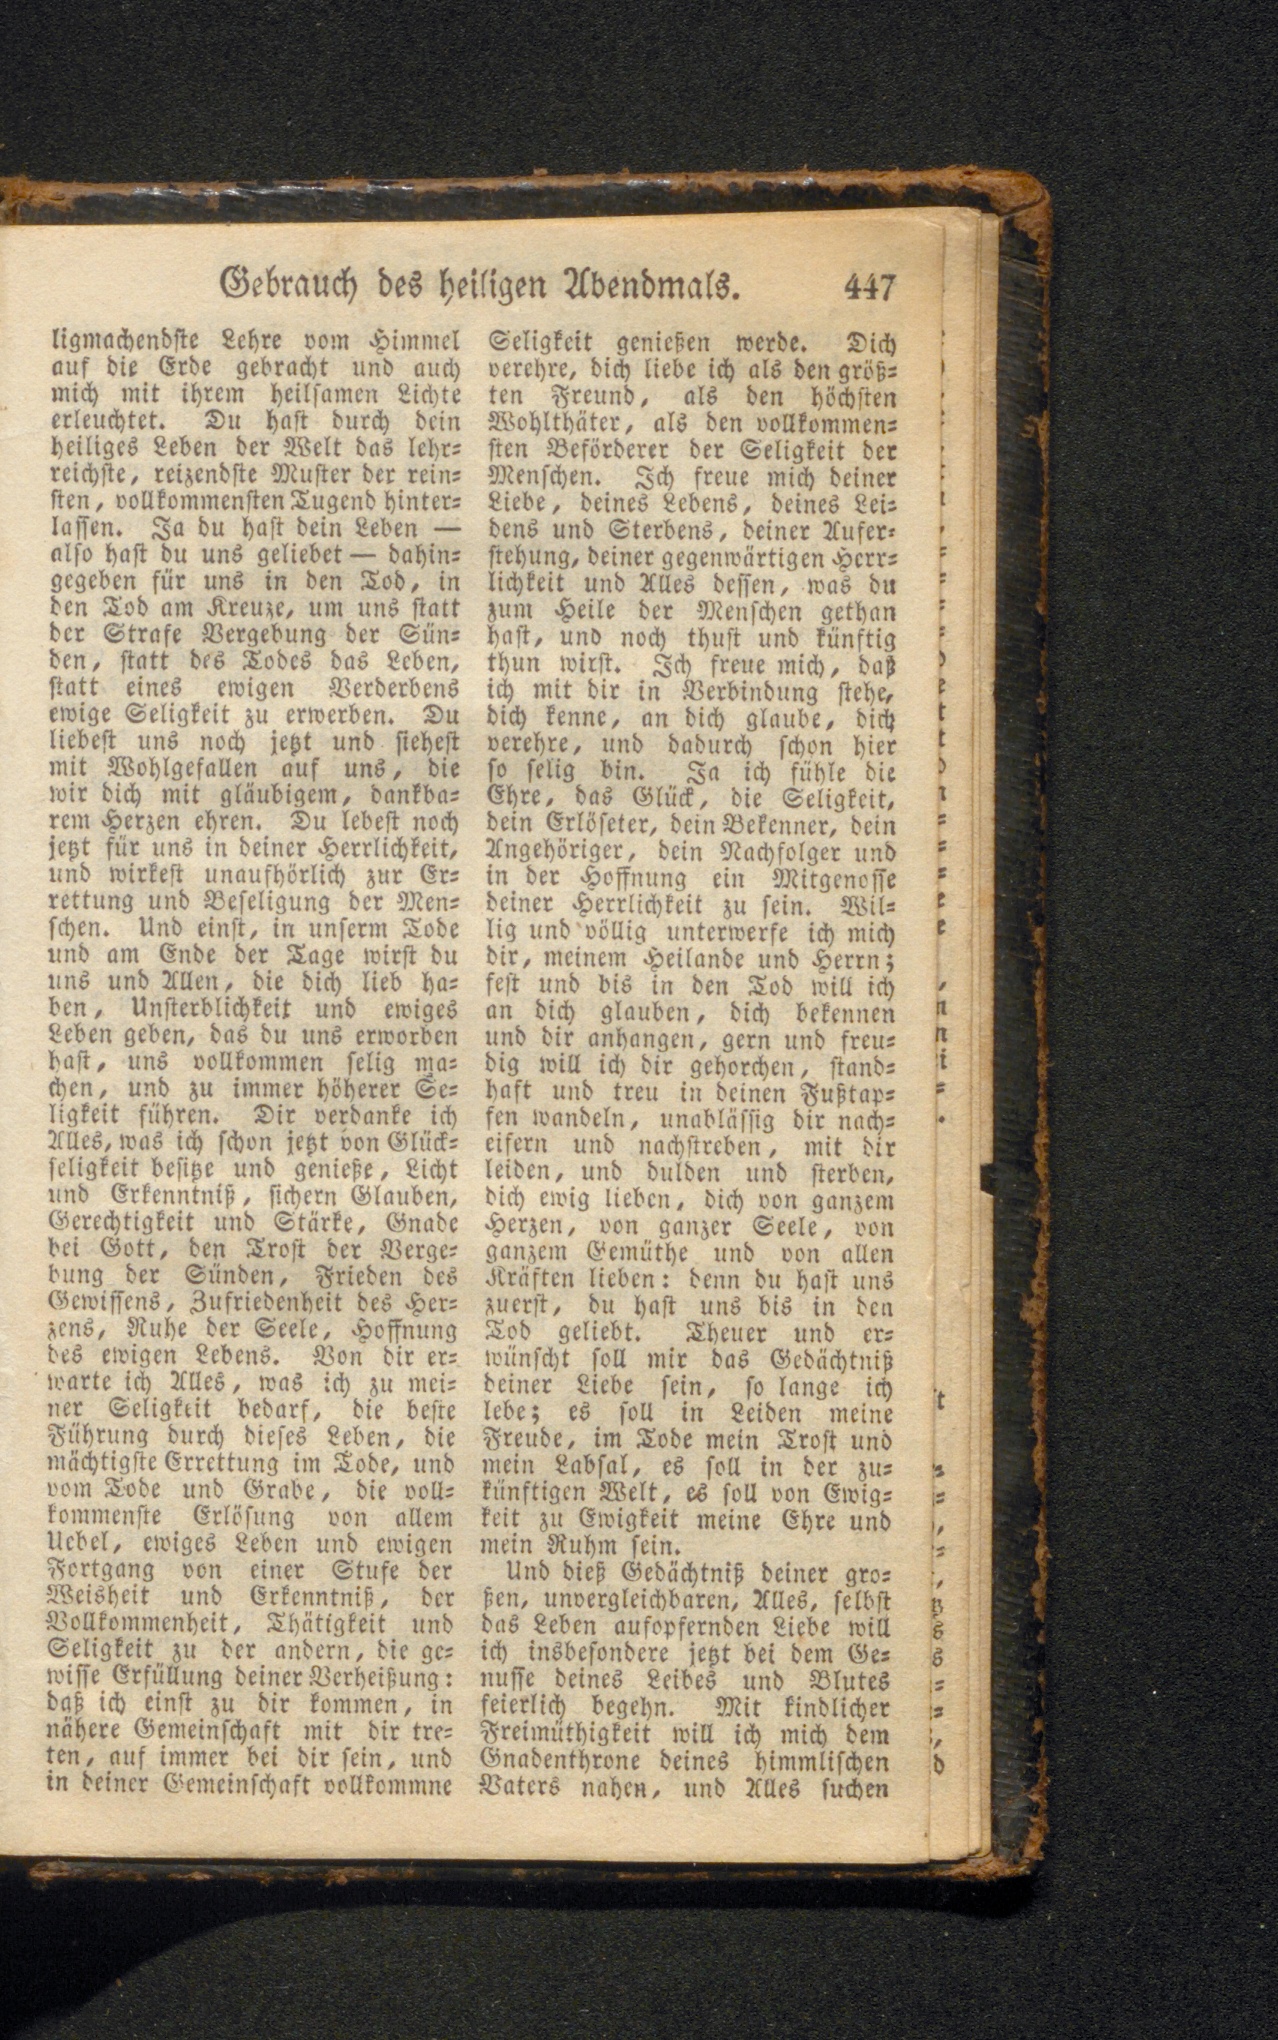 Gebrauch des heiligen Abendmals. 447
ligmachendste Lehre vom Himmel
auf die Erde gebracht und auch
mich mit ihrem heilsamen Lichte
erleuchtet. Du hast durch dein
heiliges Leben der Welt das lehr-
reichste, reizendste Muster der rein-
sten, vollkommensten Tugend hinter-
lassen. Ja du hast dein Leben —
also hast du uns geliebet — dahin-
gegeben für uns in den Tod, in
den Tod am Kreuze, um uns statt
der Strafe Vergebung der Sün-
den, statt des Todes das Leben,
statt eines ewigen Verderbens
ewige Seligkeit zu erwerben. Du
liebest uns noch jetzt und siehest
mit Wohlgefallen auf uns, die
wir dich mit gläubigem, dankba-
rem Herzen ehren. Du lebest noch
jetzt für uns in deiner Herrlichkeit,
und wirkest unaufhörlich zur Er-
rettung und Beseligung der Men-
schen. Und einst, in unserm Tode
und am Ende der Tage wirst du
uns und Allen, die dich lieb ha-
ben, Unsterblichkeit und ewiges
Leben geben, das du uns erworben
hast, uns vollkommen selig ma-
chen, und zu immer höherer Se-
ligkeit führen. Dir verdanke ich
Alles, was ich schon jetzt von Glück-
seligkeit besitze und genieße, Licht
und Erkenntniß, sichern Glauben,
Gerechtigkeit und Stärke, Gnade
bei Gott, den Trost der Verge-
bung der Sünden, Frieden des
Gewissens, Zufriedenheit des Her-
zens, Ruhe der Seele, Hoffnung
des ewigen Lebens. Von dir er-
warte ich Alles, was ich zu mei-
ner Seligkeit bedarf, die beste
Führung durch dieses Leben, die
mächtigste Errettung im Tode, und
vom Tode und Grabe, die voll-
kommenste Erlösung von allem
Uebel, ewiges Leben und ewigen
Fortgang von einer Stufe der
Weisheit und Erkenntniß, der
Vollkommenheit, Thätigkeit und
Seligkeit zu der andern, die ge-
wisse Erfüllung deiner Verheißung:
daß ich einst zu dir kommen, in
nähere Gemeinschaft mit dir tre-
ten, auf immer bei dir sein, und
in deiner Gemeinschaft vollkommne
Seligkeit genießen werde. Dich
verehre, dich liebe ich als den größ-
ten Freund, als den höchsten
Wohlthäter, als den vollkommen-
sten Beförderer der Seligkeit der
Menschen. Ich freue mich deiner
Liebe, deines Lebens, deines Lei-
dens und Sterbens, deiner Aufer-
stehung, deiner gegenwärtigen Herr-
lichkeit und Alles dessen, was du
zum Heile der Menschen gethan
hast, und noch thust und künftig
thun wirst. Ich freue mich, daß
ich mit dir in Verbindung stehe,
dich kenne, an dich glaube, dich
verehre, und dadurch schon hier
so selig bin. Ja ich fühle die
Ehre, das Glück, die Seligkeit,
dein Erlöseter, dein Bekenner, dein
Angehöriger, dein Nachfolger und
in der Hoffnung ein Mitgenosse
deiner Herrlichkeit zu sein. Wil-
lig und völlig unterwerfe ich mich
dir, meinem Heilande und Herrn;
fest und bis in den Tod will ich
an dich glauben, dich bekennen
und dir anhangen, gern und freu-
dig will ich dir gehorchen, stand-
haft und treu in deinen Fußtap-
fen wandeln, unablässig dir nach-
eifern und nachstreben, mit dir
leiden, und dulden und sterben,
dich ewig lieben, dich von ganzem
Herzen, von ganzer Seele, von
ganzem Gemüthe und von allen
Kräften lieben: denn du hast uns
zuerst, du hast uns bis in den
Tod geliebt. Theuer und er-
wünscht soll mir das Gedächtniß
deiner Liebe sein, so lange ich
lebe; es soll in Leiden meine
Freude, im Tode mein Trost und
mein Labsal, es soll in der zu-
künftigen Welt, es soll von Ewig-
keit zu Ewigkeit meine Ehre und
mein Ruhm sein.
Und dieß Gedächtniß deiner gro-
ßen, unvergleichbaren, Alles, selbst
das Leben aufopfernden Liebe will
ich insbesondere jetzt bei dem Ge-
nusse deines Leibes und Blutes
feierlich begehn. Mit kindlicher
Freimüthigkeit will ich mich dem
Gnadenthrone deines himmlischen
Vaters nahen, und Alles suchen